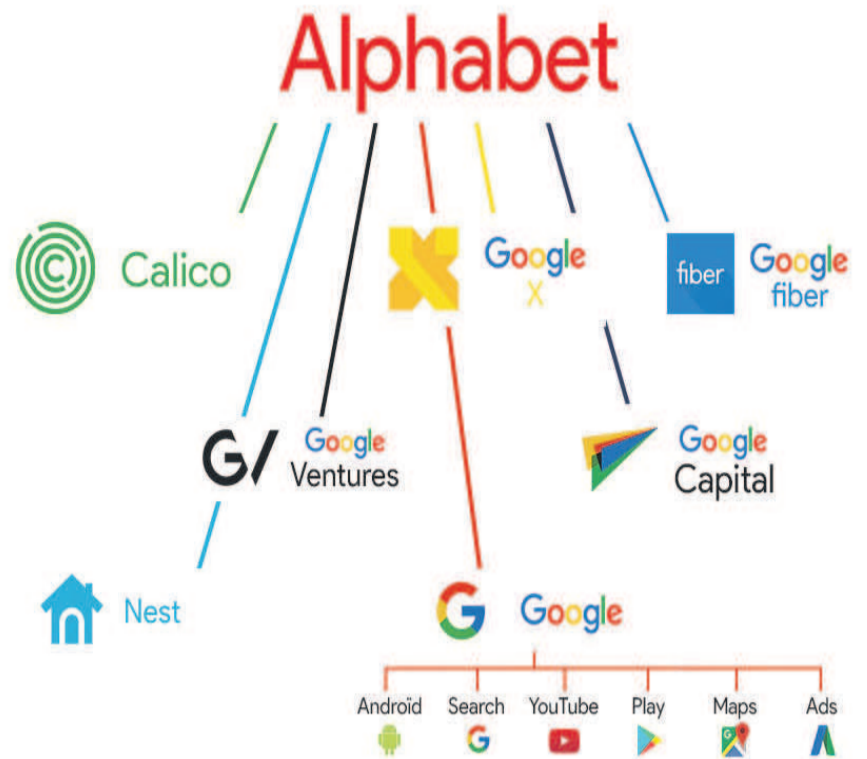 Alphabet
Calico
Google
X
fiber
Google
fiber
G/
Google
Ventures
Google
Capital
Nest
G Google
Androïd Search YouTube Play Maps Ads